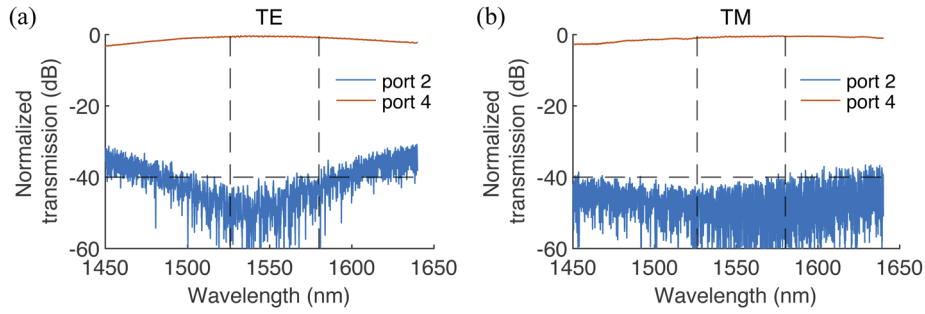 (a)
TE
0
-20
-40
-60
Normalized
transmission (dB)
port 2
port 4
1450
1500
1550
1600
1650
Wavelength (nm)
(b)
TM
0
-20
-40
-60
Normalized
transmission (dB)
port 2
port 4
1450
1500
1550
1600
1650
Wavelength (nm)